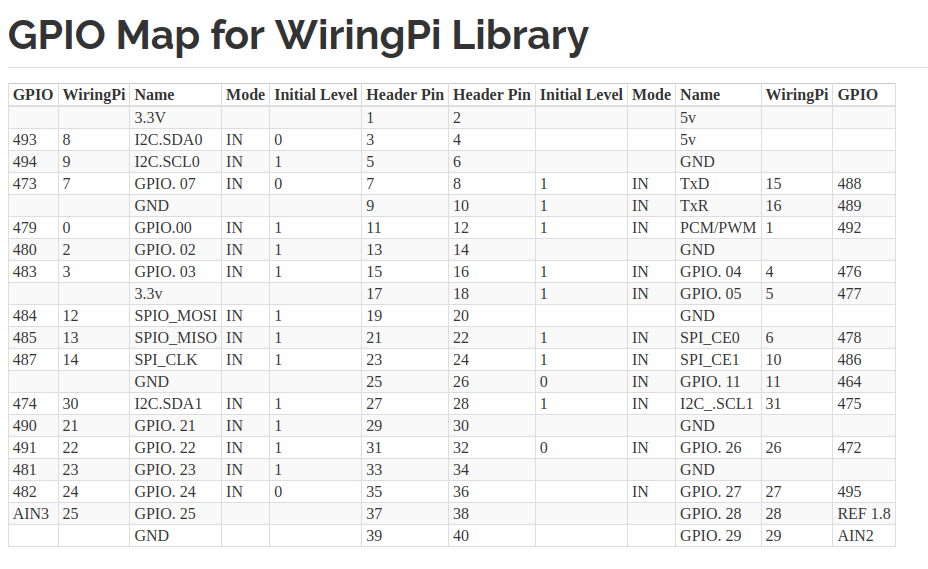 GPIO Map for WiringPi Library
GPIO WiringPi Name Mode Initial Level Header Pin Header Pin Initial Level Mode Name WiringPi GPIO
3.3V 1 2 5v
493 8 I2C.SDA0 IN 0 3 4 5v
494 9 I2C.SCL0 IN 1 5 6 GND
473 7 GPIO. 07 IN 0 7 8 1 IN TxD 15 488
GND 9 10 1 IN TxR 16 489
479 0 GPIO.00 IN 1 11 12 1 IN PCM/PWM 1 492
480 2 GPIO. 02 IN 1 13 14 GND
483 3 GPIO. 03 IN 1 15 16 1 IN GPIO. 04 4 476
3.3v 17 18 1 IN GPIO. 05 5 477
484 12 SPIO_MOSI IN 1 19 20 GND
485 13 SPIO_MISO IN 1 21 22 1 IN SPI_CE0 6 478
487 14 SPI_CLK IN 1 23 24 1 IN SPI_CE1 10 486
GND 25 26 0 IN GPIO. 11 11 464
474 30 I2C.SDA1 IN 1 27 28 1 IN I2C_.SCL1 31 475
490 21 GPIO. 21 IN 1 29 30 GND
491 22 GPIO. 22 IN 1 31 32 0 IN GPIO. 26 26 472
481 23 GPIO. 23 IN 1 33 34 GND
482 24 GPIO. 24 IN 0 35 36 IN GPIO. 27 27 495
AIN3 25 GPIO. 25 37 38 GPIO. 28 28 REF 1.8
GND 39 40 GPIO. 29 29 AIN2